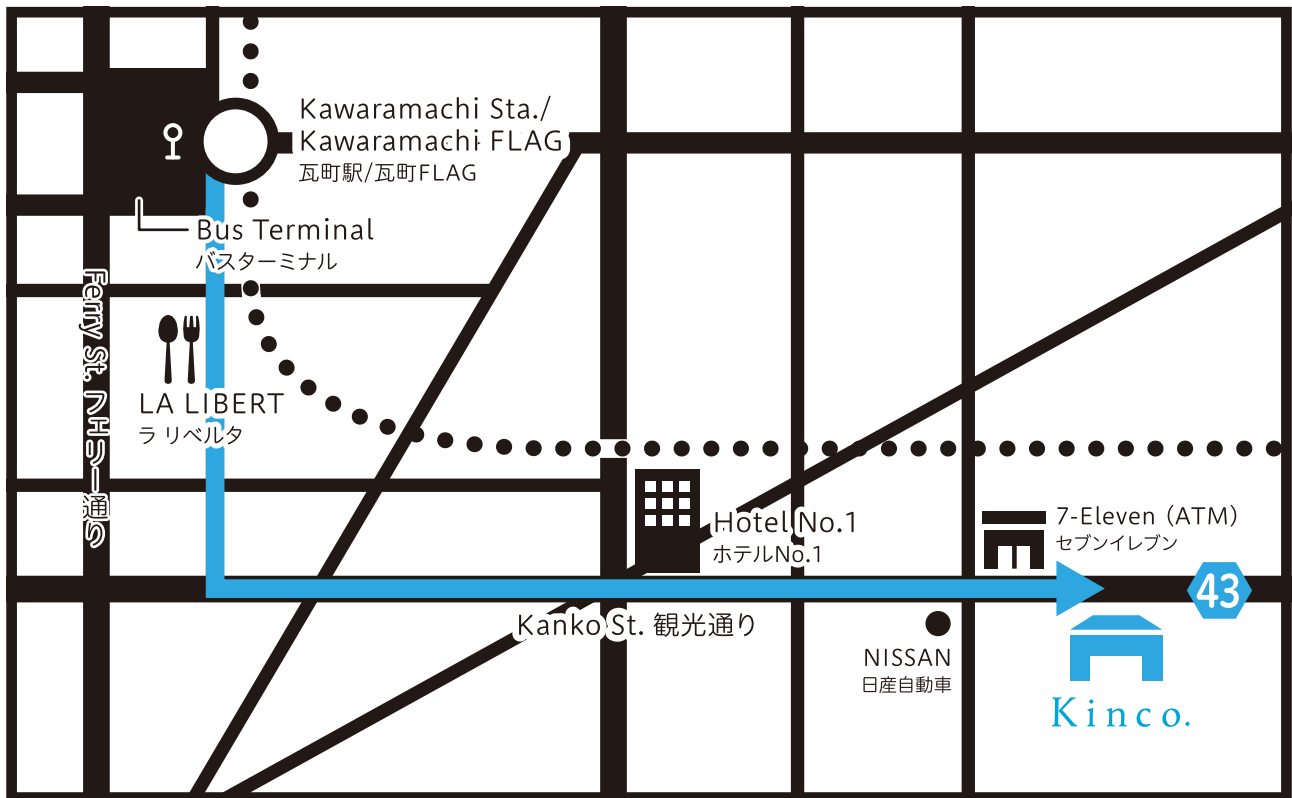 Kawaramachi Sta./
Kawaramachi FLAG
瓦町駅/瓦町FLAG
Bus Terminal
バスターミナル
Ferry St. フェリー通り
LA LIBERT
ラ リベルタ
Hotel No.1
ホテルNo.1
7-Eleven（ATM）
セブンイレブン
43
Kanko St. 観光通り
NISSAN
日産自動車
Kinco.